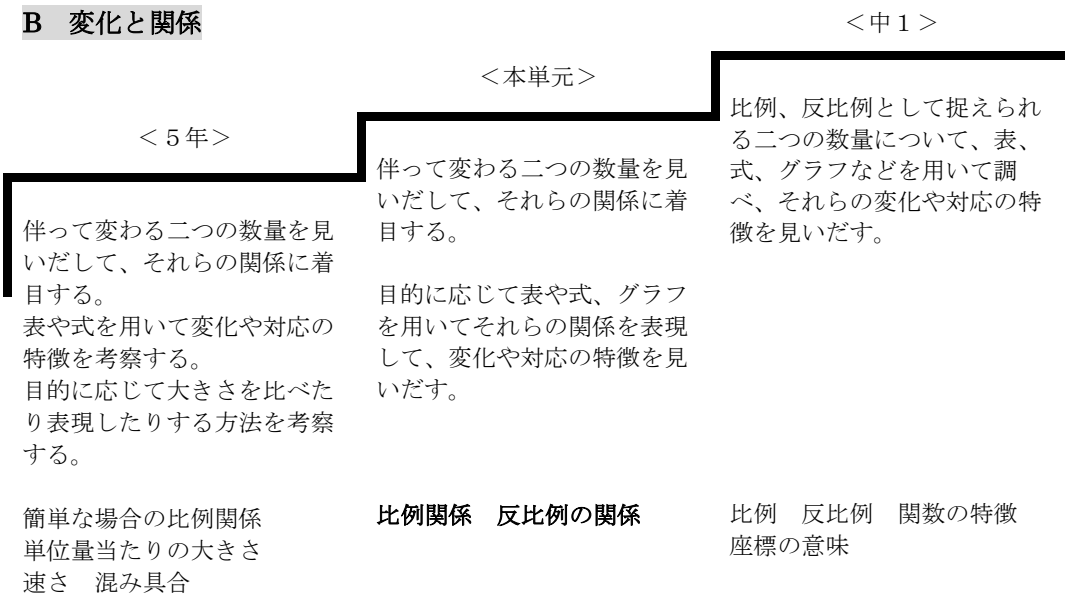 B　変化と関係
＜５年＞
伴って変わる二つの数量を見
いだして、それらの関係に着
目する。
表や式を用いて変化や対応の
特徴を考察する。
目的に応じて大きさを比べた
り表現したりする方法を考察
する。
簡単な場合の比例関係
単位量当たりの大きさ
速さ　混み具合
＜本単元＞
伴って変わる二つの数量を見
いだして、それらの関係に着
目する。
目的に応じて表や式、グラフ
を用いてそれらの関係を表現
して、変化や対応の特徴を見
いだす。
比例関係　反比例の関係
＜中１＞
比例、反比例として捉えられ
る二つの数量について、表、
式、グラフなどを用いて調
べ、それらの変化や対応の特
徴を見いだす。
比例　反比例　関数の特徴
座標の意味